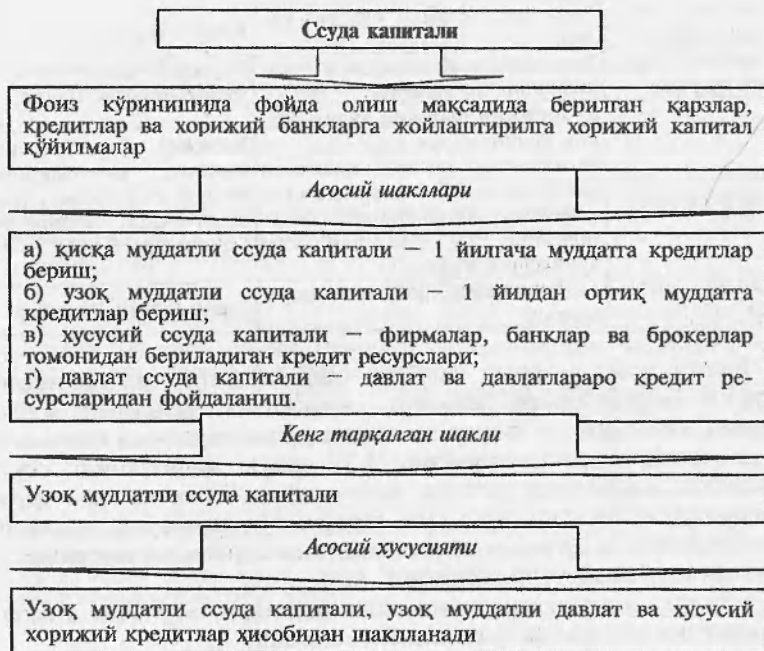 Ссуда капитали
Фоиз кўринишида фойда олиш мақсадида берилган қарзлар,
кредитлар ва хорижий банкларга жойлаштирилга хорижий капитал
қўйилмалар
Асосий шакллари
а) қисқа муддатли ссуда капитали — 1 йилгача муддатга кредитлар
бериш;
б) узоқ муддатли ссуда капитали — 1 йилдан ортиқ муддатга
кредитлар бериш;
в) хусусий ссуда капитали — фирмалар, банклар ва брокерлар
томонидан бериладиган кредит ресурслари;
г) давлат ссуда капитали — давлат ва давлатлараро кредит ре-
сурсларидан фойдаланиш.
Кенг тарқалган шакли
Узоқ муддатли ссуда капитали
Асосий хусусияти
Узоқ муддатли ссуда капитали, узоқ муддатли давлат ва хусусий
хорижий кредитлар ҳисобидан шаклланади